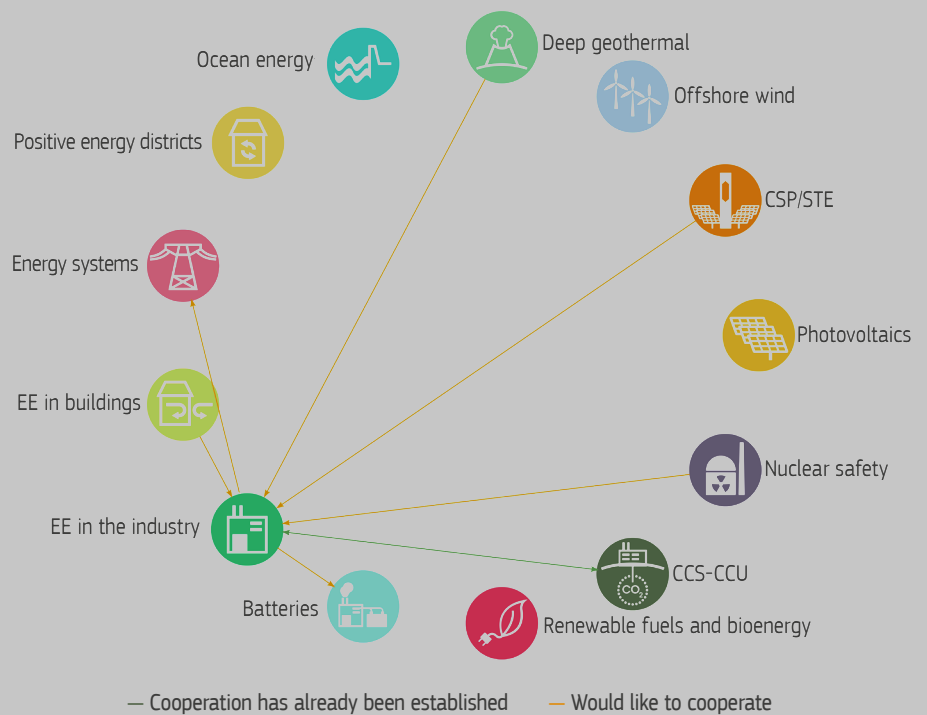 Deep geothermal
Ocean energy
Offshore wind
Positive energy districts
CSP/STE
Energy systems
Photovoltaics
EE in buildings
Nuclear safety
EE in the industry
CCS-CCU
CO2
Batteries
Renewable fuels and bioenergy
Cooperation has already been established
Would like to cooperate